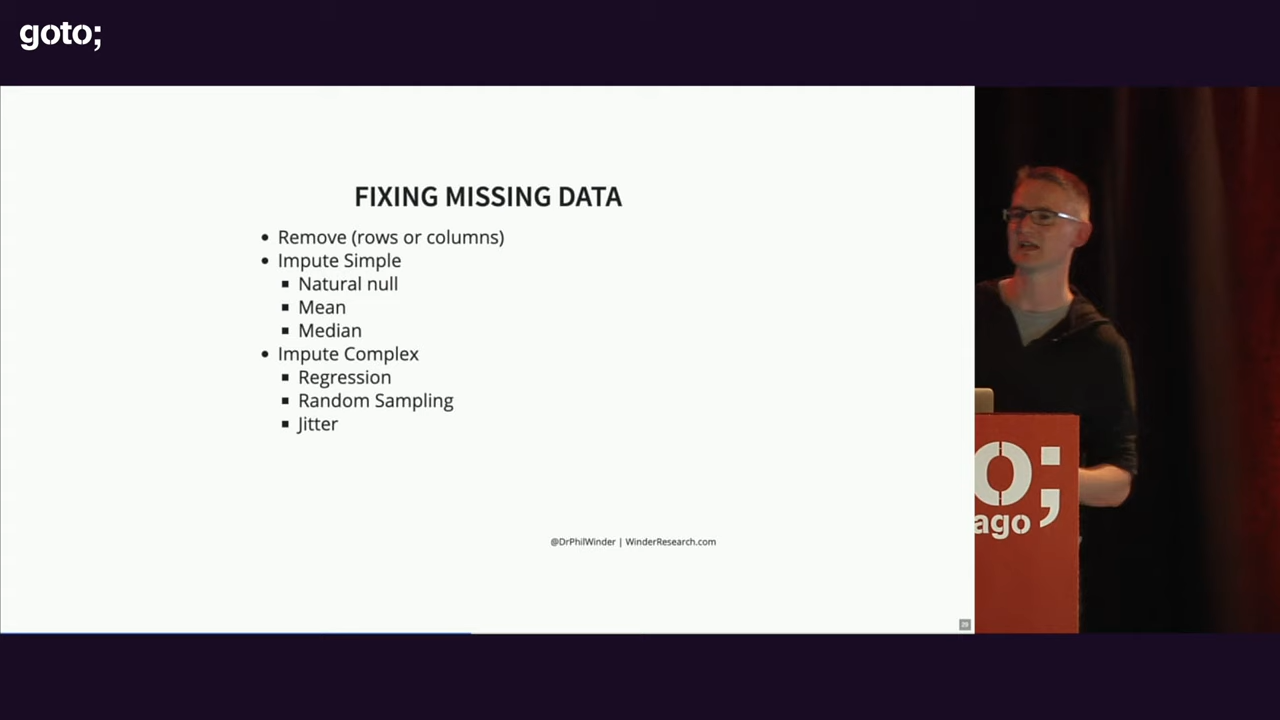 goto;
FIXING MISSING DATA
• Remove (rows or columns)
• Impute Simple
▪ Natural null
▪ Mean
▪ Median
• Impute Complex
▪ Regression
▪ Random Sampling
▪ Jitter
@DrPhilWinder | WinderResearch.com
o;
ago